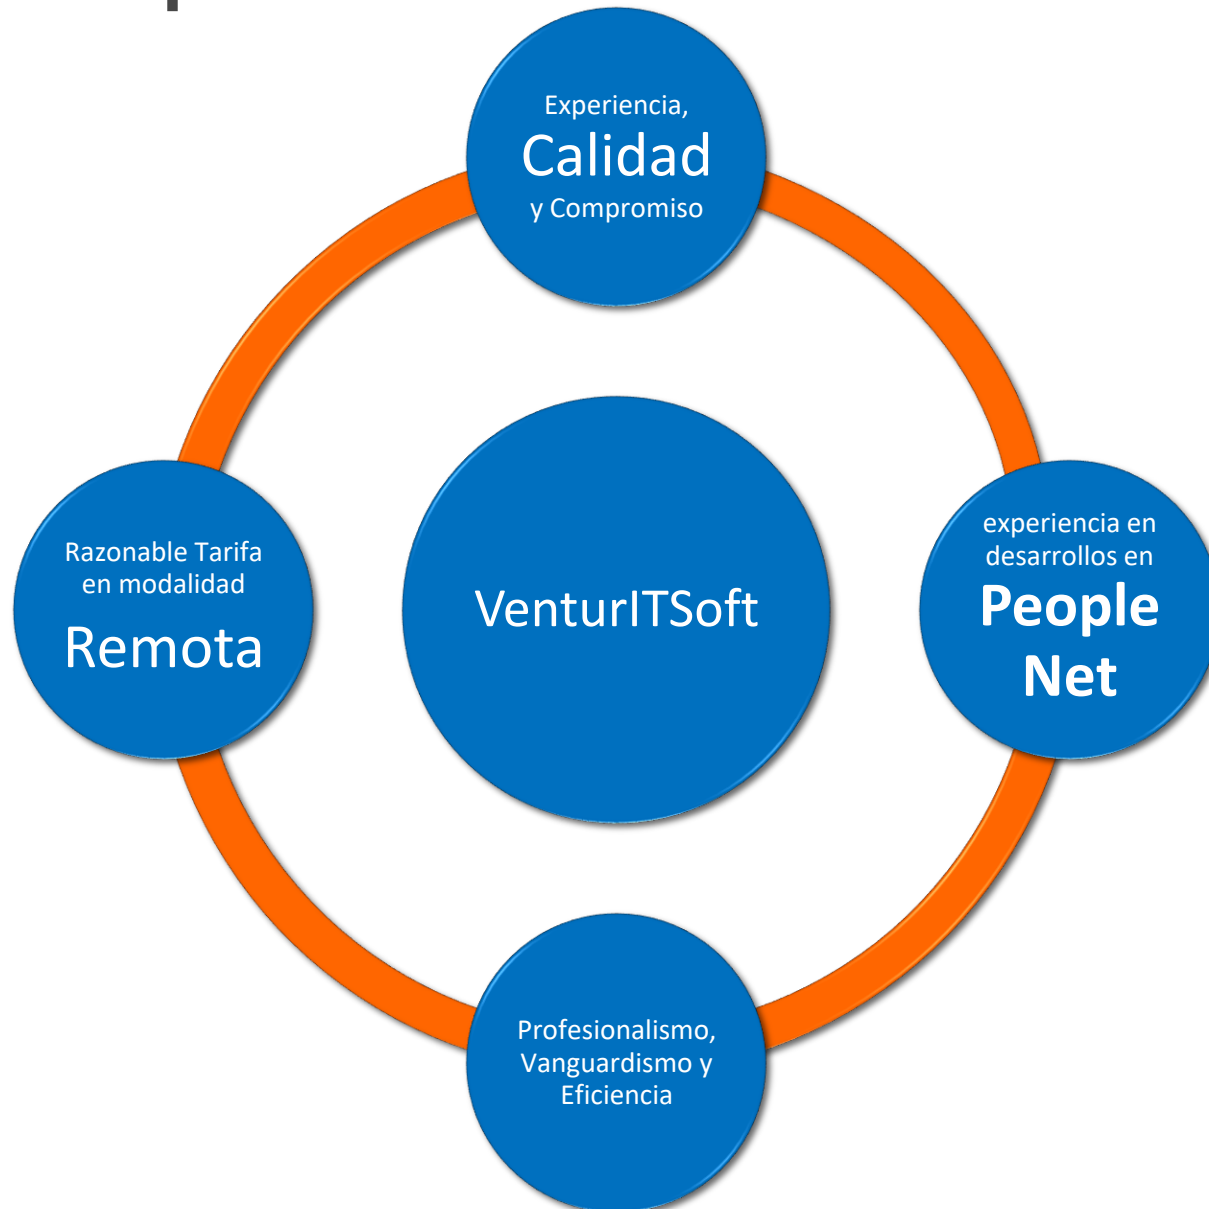 Experiencia,
Calidad
y Compromiso
Razonable Tarifa
en modalidad
Remota
VenturITSoft
experiencia en
desarrollos en
People
Net
Profesionalismo,
Vanguardismo y
Eficiencia